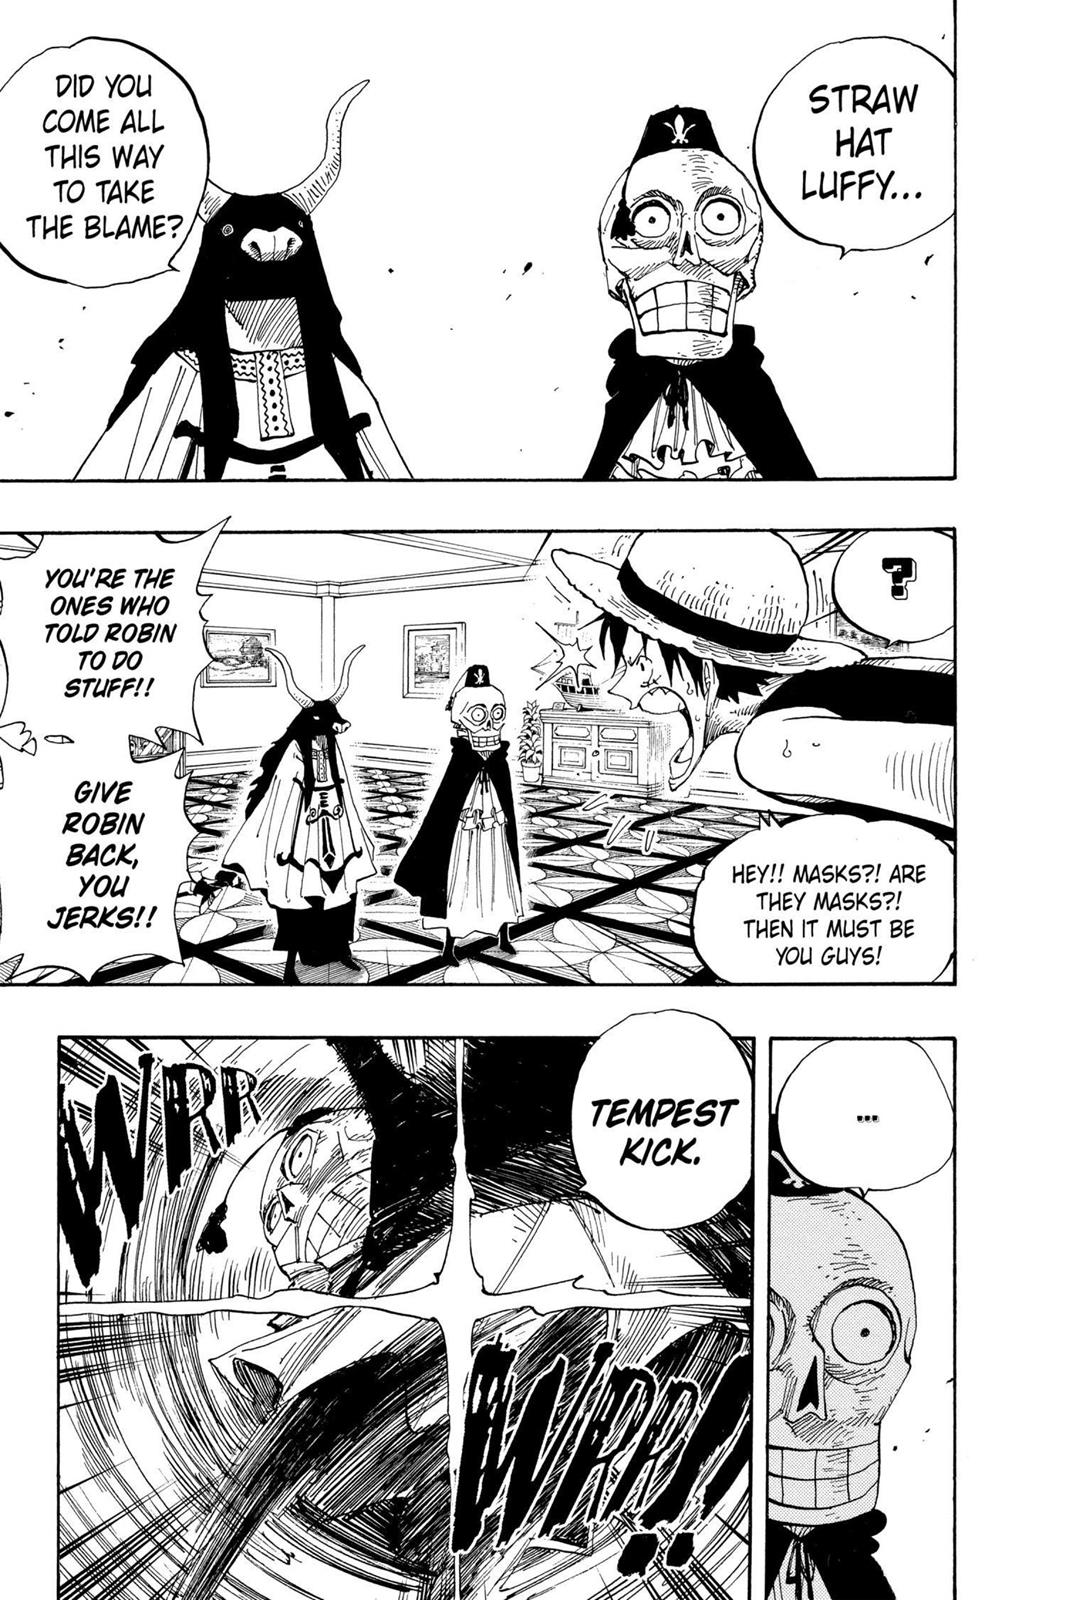 STRAW
HAT
LUFFY...
DID YOU
COME ALL
THIS WAY
TO TAKE
THE BLAME?
?
HEY!! MASKS?! ARE
THEY MASKS?!
THEN IT MUST BE
YOU GUYS!
YOU'RE THE
ONES WHO
TOLD ROBIN
TO DO
STUFF!!
GIVE
ROBIN
BACK,
YOU
JERKS!!
...
TEMPEST
KICK.
WRR
WRR!!